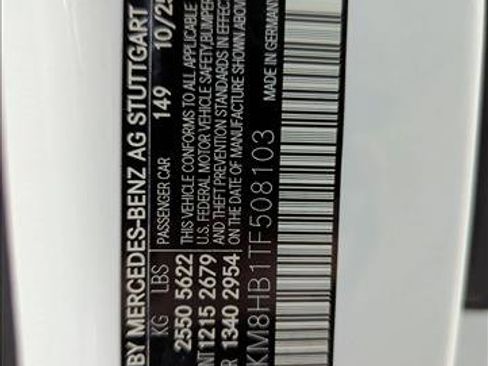 BY MERCEDES-BENZ AG STUTTGART
PASSENGER CAR 149 10/25
KG LBS
2550 5622
1215 2679
1340 2954
THIS VEHICLE CONFORMS TO ALL APPLICABLE
U.S. FEDERAL MOTOR VEHICLE SAFETY,BUMPER
AND THEFT PREVENTION STANDARDS IN EFFECT
ON THE DATE OF MANUFACTURE SHOWN ABOVE.
KM8HB1TF508103
MADE IN GERMANY